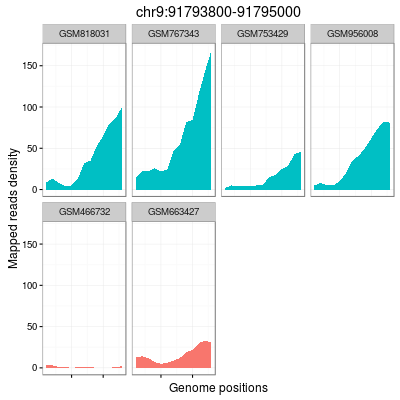 chr9:91793800-91795000
GSM818031 GSM767343 GSM753429 GSM956008
150
100
50
0
GSM466732 GSM663427
150
100
50
0
Mapped reads density
Genome positions